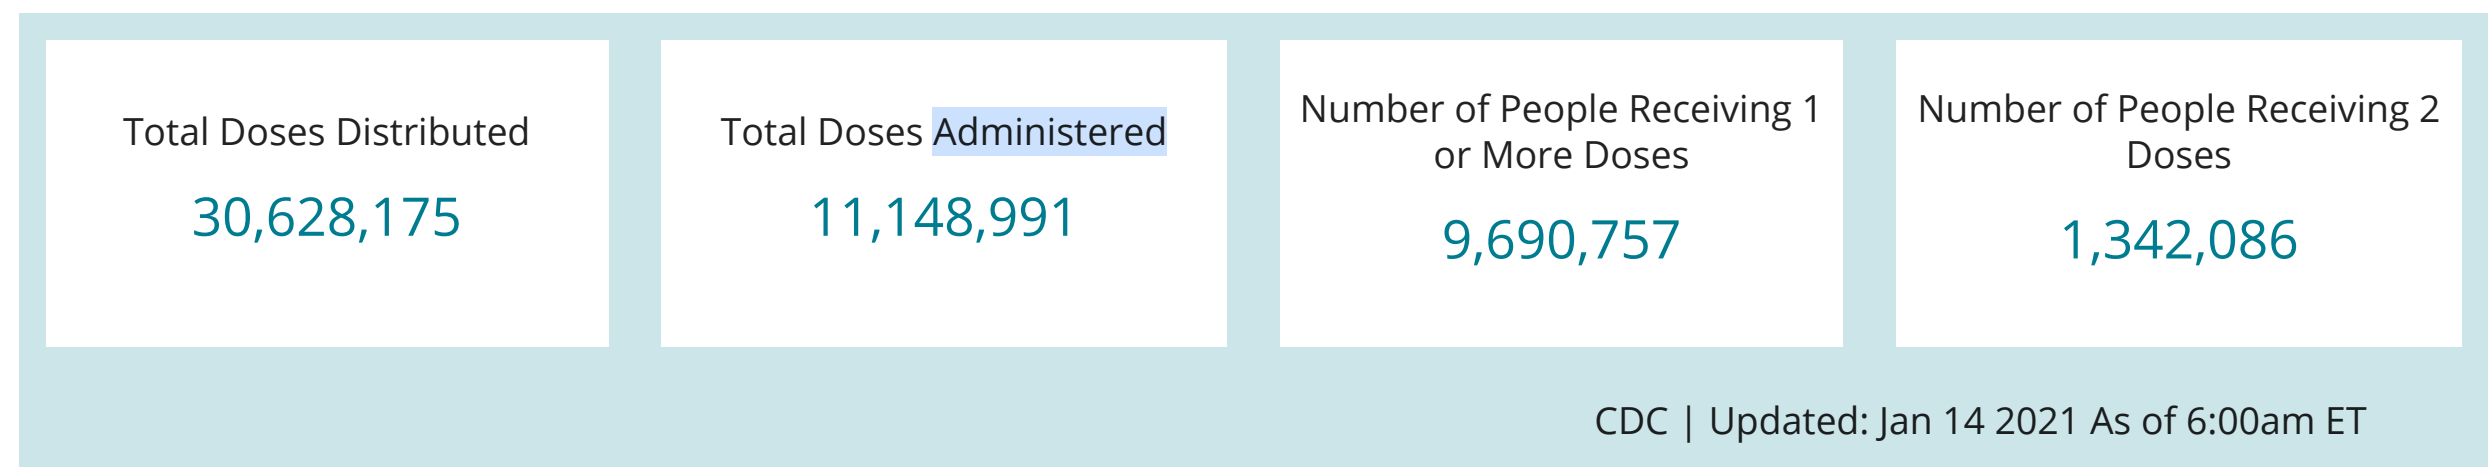 Total Doses Distributed
30,628,175
Total Doses Administered
11,148,991
Number of People Receiving 1
or More Doses
9,690,757
Number of People Receiving 2
Doses
1,342,086
CDC | Updated: Jan 14 2021 As of 6:00am ET